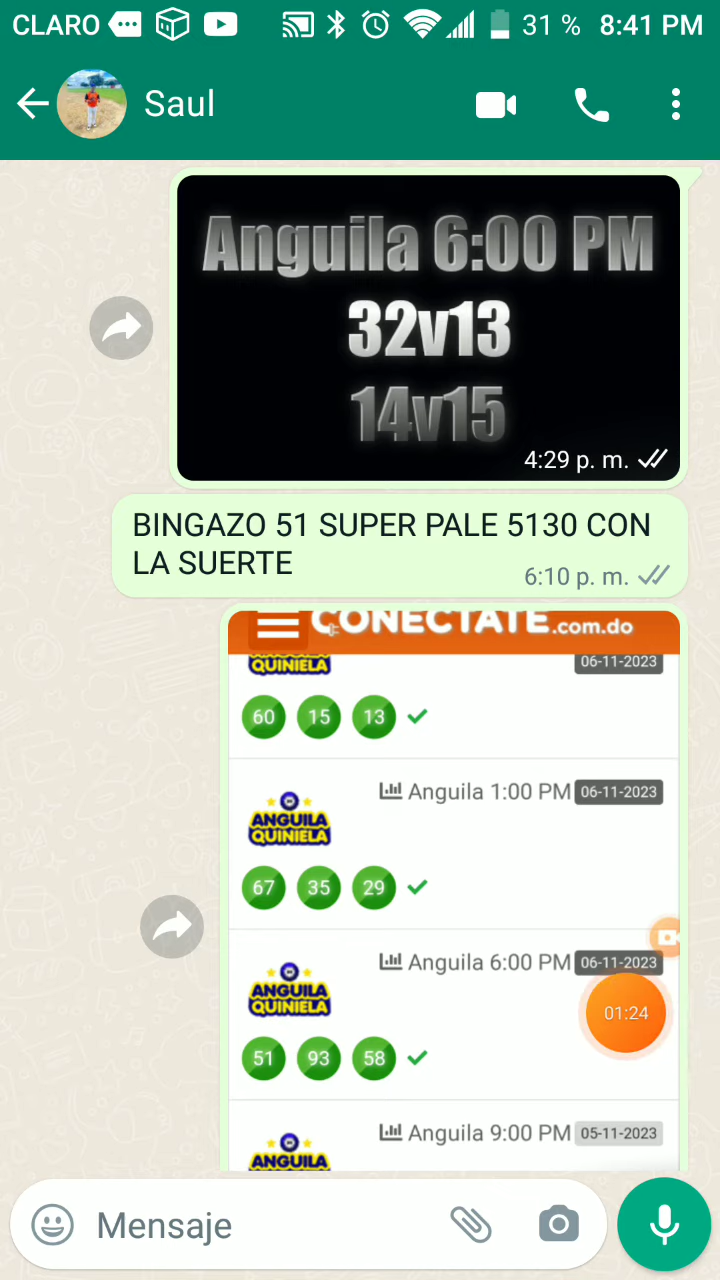 CLARO 31 % 8:41 PM
Saul
Anguila 6:00 PM
32v13
14v15
4:29 p. m.
BINGAZO 51 SUPER PALE 5130 CON
LA SUERTE
6:10 p. m.
CONECTATE.com.do
QUINIELA
06-11-2023
60 15 13
Anguila 1:00 PM 06-11-2023
ANGUILA
QUINIELA
67 35 29
Anguila 6:00 PM 06-11-2023
ANGUILA
QUINIELA
01:24
51 93 58
Anguila 9:00 PM 05-11-2023
ANGUILA
Mensaje